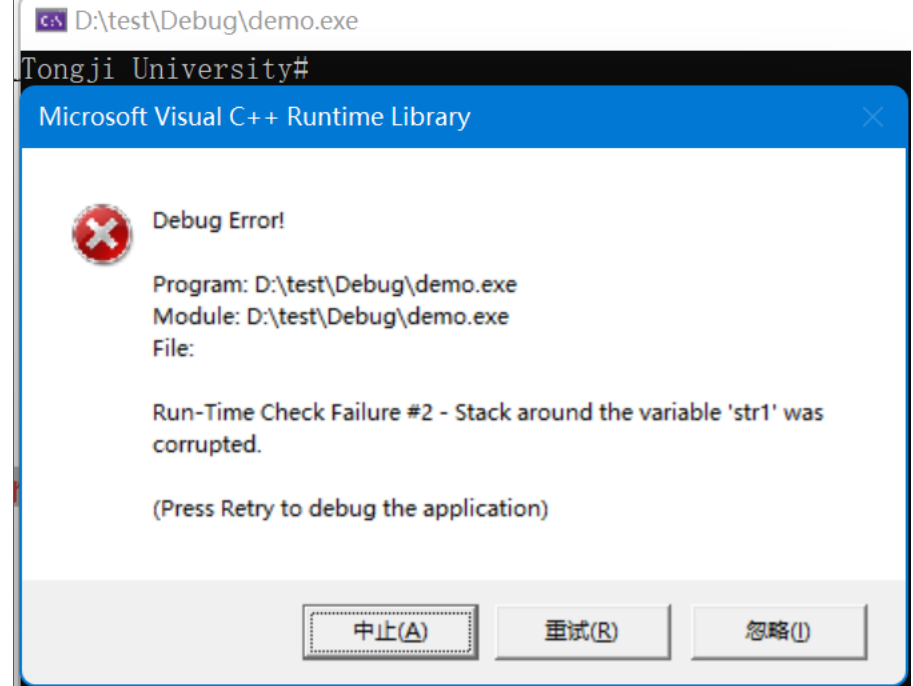 D:\test\Debug\demo.exe
Tongji University#
Microsoft Visual C++ Runtime Library
Debug Error!
Program: D:\test\Debug\demo.exe
Module: D:\test\Debug\demo.exe
File:
Run-Time Check Failure #2 - Stack around the variable 'str1' was
corrupted.
(Press Retry to debug the application)
中止(A) 重试(R) 忽略(I)